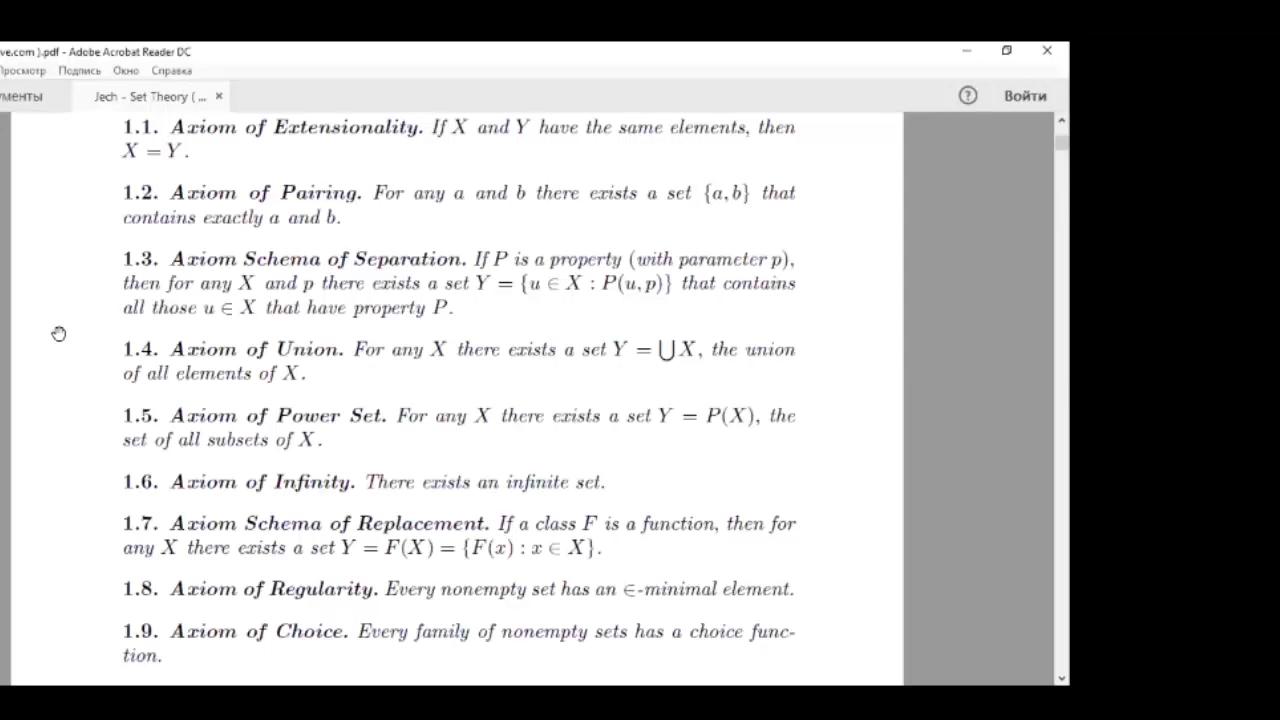 ve.com ).pdf - Adobe Acrobat Reader DC
Просмотр Подпись Окно Справка
ументы Jech - Set Theory ( ... × ? Войти
1.1. Axiom of Extensionality. If X and Y have the same elements, then
X = Y.
1.2. Axiom of Pairing. For any a and b there exists a set {a, b} that
contains exactly a and b.
1.3. Axiom Schema of Separation. If P is a property (with parameter p),
then for any X and p there exists a set Y = {u ∈ X : P(u, p)} that contains
all those u ∈ X that have property P.
1.4. Axiom of Union. For any X there exists a set Y = ⋃ X, the union
of all elements of X.
1.5. Axiom of Power Set. For any X there exists a set Y = P(X), the
set of all subsets of X.
1.6. Axiom of Infinity. There exists an infinite set.
1.7. Axiom Schema of Replacement. If a class F is a function, then for
any X there exists a set Y = F(X) = {F(x) : x ∈ X}.
1.8. Axiom of Regularity. Every nonempty set has an ∈-minimal element.
1.9. Axiom of Choice. Every family of nonempty sets has a choice func-
tion.